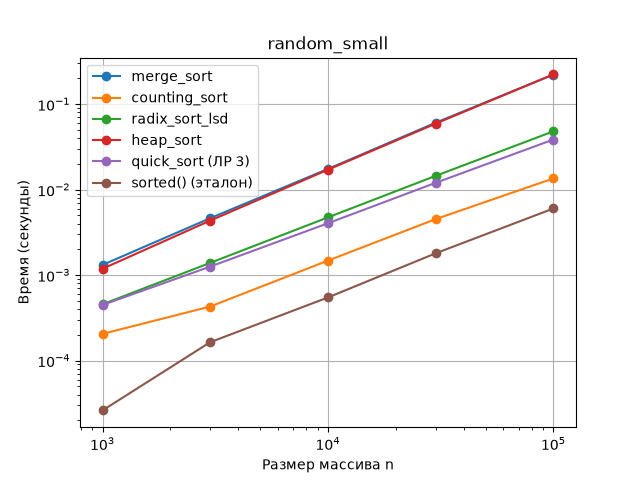 random_small
merge_sort
counting_sort
radix_sort_lsd
heap_sort
quick_sort (ЛР 3)
sorted() (эталон)
Время (секунды)
10⁻¹
10⁻²
10⁻³
10⁻⁴
10³
10⁴
10⁵
Размер массива n